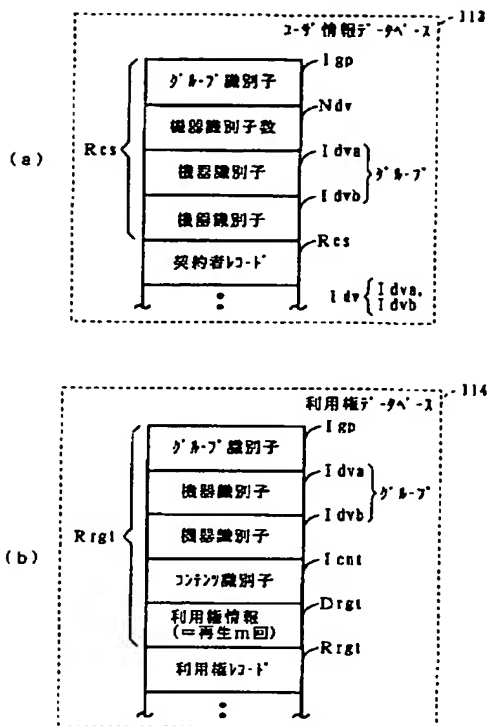 112
ユーザ情報データベース
Igp
グループ識別子
Ndv
機器識別子数
(a)
Rcs
Idva
機器識別子
グループ
Idvb
機器識別子
Rcs
契約者レコード
Idv { Idva,
Idvb
114
利用権データベース
Igp
グループ識別子
Idva
機器識別子
グループ
Idvb
機器識別子
(b)
Rrgt
Icnt
コンテンツ識別子
Drgt
利用権情報
(=再生m回)
Rrgt
利用権レコード